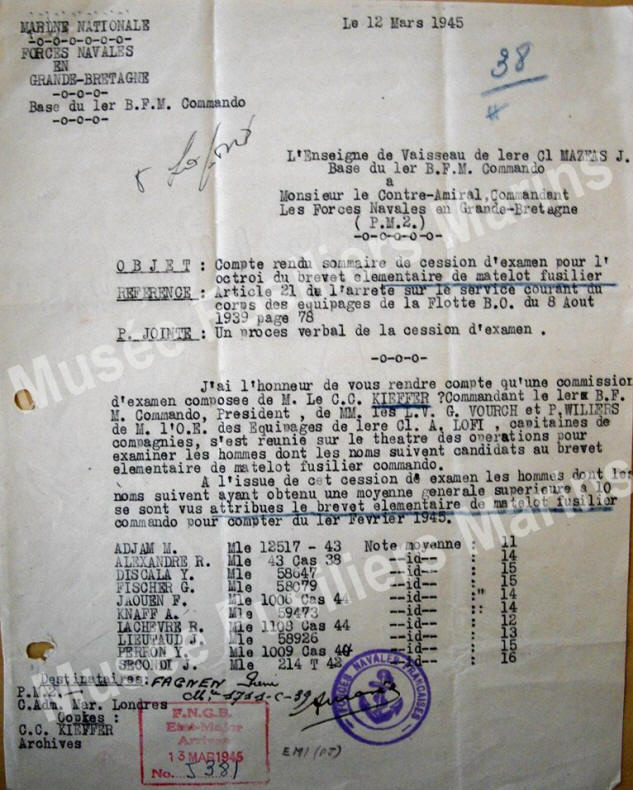 MARINE NATIONALE
-o-o-o-o-o-o-
FORCES NAVALES
EN
GRANDE-BRETAGNE
-o-o-o-
Base du 1er B.F.M. Commando
-o-o-o-
Le 12 Mars 1945
38
L'Enseigne de Vaisseau de 1ere Cl MAZEAS J.
Base du 1er B.F.M. Commando
a
Monsieur le Contre-Amiral,Commandant
Les Forces Navales en Grande-Bretagne
( P.M.2.)
-o-o-o-o-o-
O B J E T : Compte rendu sommaire de cession d'examen pour l'
octroi du brevet elementaire de matelot fusilier
REFERENCE : Article 21 de l'arrete sur le service courant du
corps des equipages de la Flotte B.O. du 8 Aout
1939 page 78
P. JOINTE : Un proces verbal de la cession d'examen .
-o-o-o-
J'ai l'honneur de vous rendre compte qu'une commission
d'examen composee de M. Le C.C. KIEFFER ?Commandant le 1er B.F.
M. Commando, President , de MM. les L.V. G. VOURCH et P.WILLERS
de M. l'O.E. des Equipages de 1ere Cl. A. LOFI , capitaines de
compagnies, s'est reunie sur le theatre des operations pour
examiner les hommes dont les noms suivent candidats au brevet
elementaire de matelot fusilier commando.
A l'issue de cet cession de examen les hommes dont les
noms suivent ayant obtenu une moyenne generale superieure a 10
se sont vus attribues le brevet elementaire de matelot fusilier
commando pour compter du 1er Fevrier 1945.
ADJAM M. Mle 12517 - 43 Note moyenne : 11
ALEXANDRE R. Mle 43 Cas 38 --id-- : 14
DISCALA Y. Mle 58647 --id-- : 15
FISCHER G. Mle 58079 --id-- : 15
JAOUEN F. Mle 1006 Cas 44 --id-- :" 14
KNAFF A. Mle 59473 --id-- : 14
LACHEVRE R. Mle 1108 Cas 44 --id-- : 12
LIEUTAUD J. Mle 58926 --id-- : 13
PERRON Y. Mle 1009 Cas 40 --id-- : 15
SECONDI J. Mle 214 T 42 --id-- : 16
Destinataires: FAGNEN
P.M.2.
C.Adm. Mar. Londres
Copies :
C.C. KIEFFER
Archives
F.N.G.B.
Etat-Major
Arrivée
13 MAR 1945
No. 5381
FORCES NAVALES FRANCAISES
Musée Fusiliers Marins
Musée Fusiliers Marins